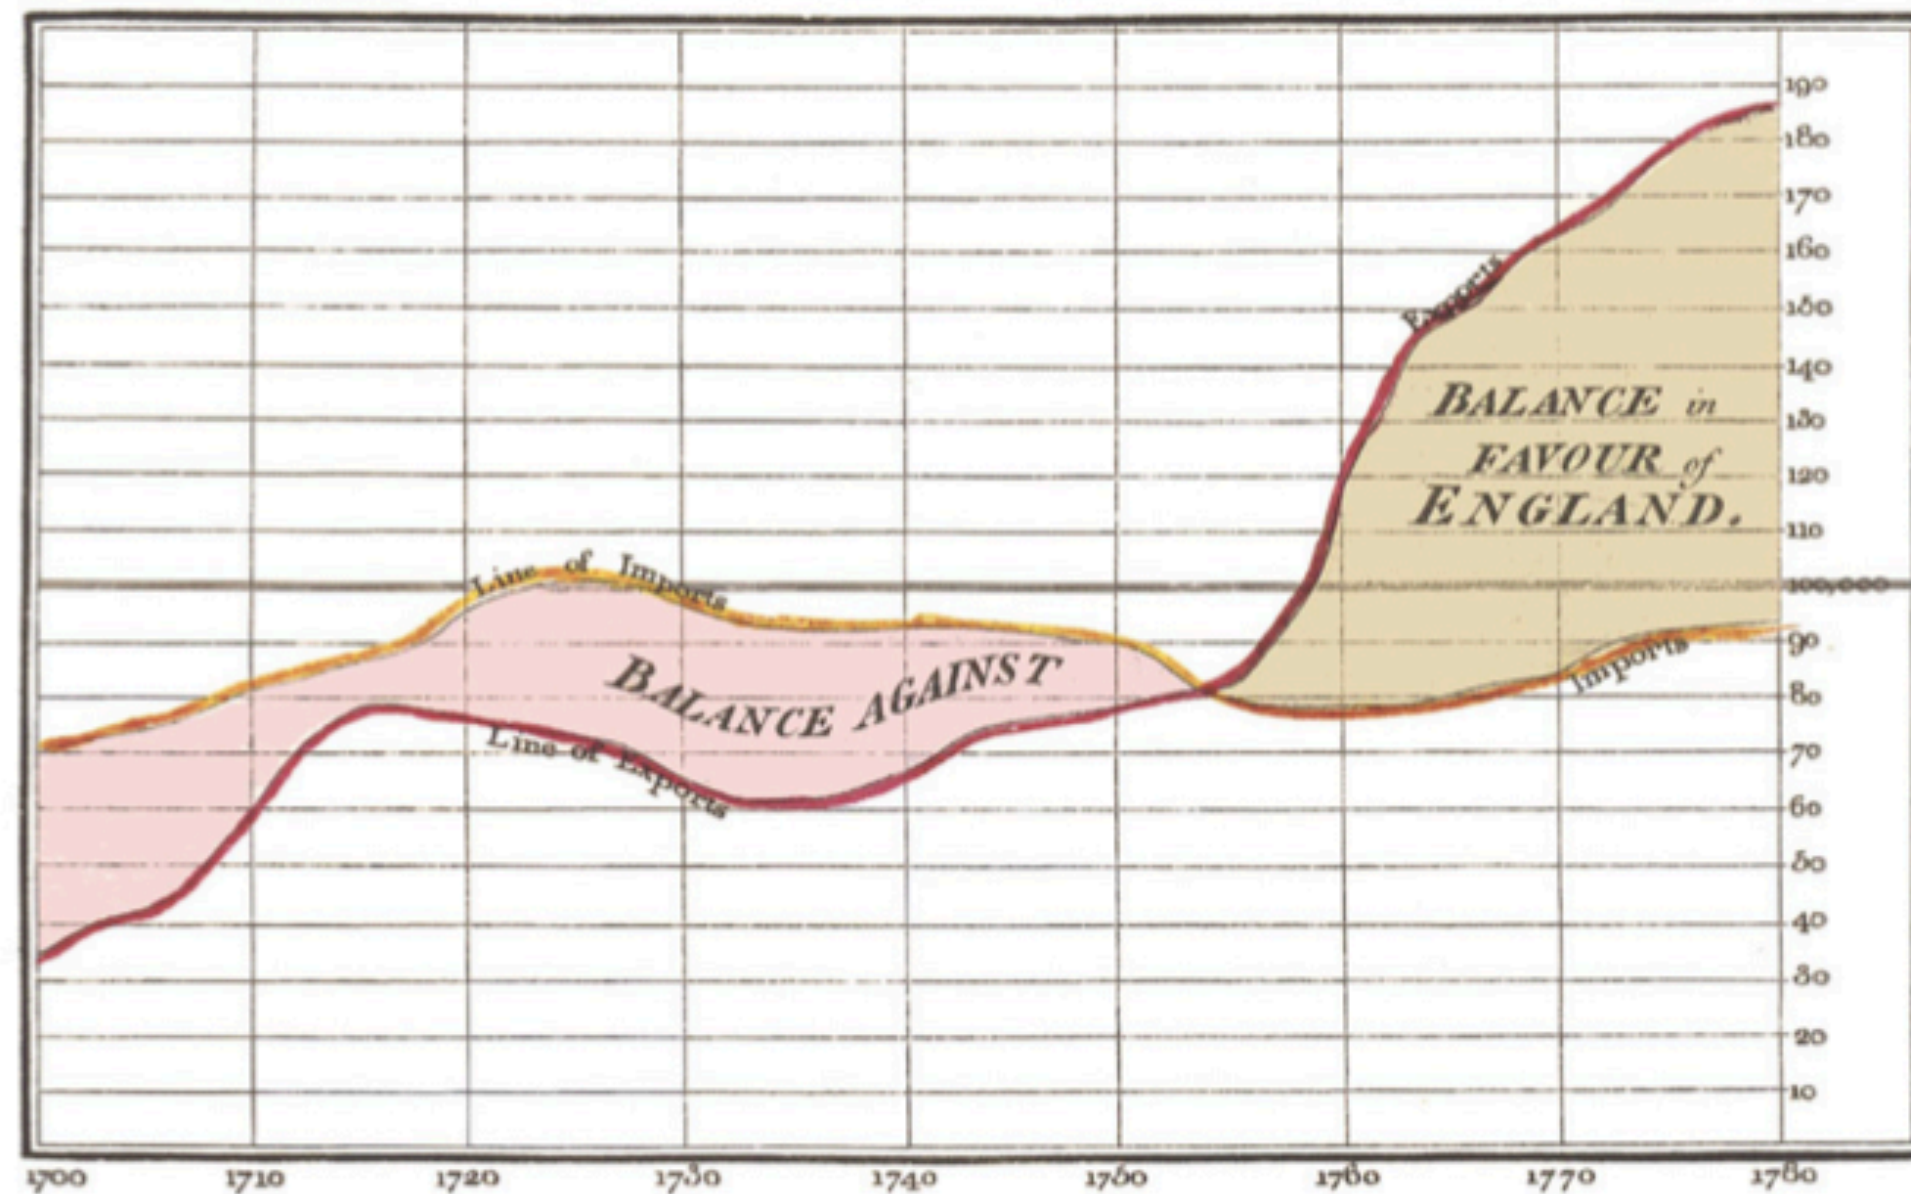 190
180
170
160
150
140
130
120
110
100,000
90
80
70
60
50
40
30
20
10
Exports
BALANCE in
FAVOUR of
ENGLAND.
Line of Imports
BALANCE AGAINST
Imports
Line of Exports
1700 1710 1720 1730 1740 1750 1760 1770 1780